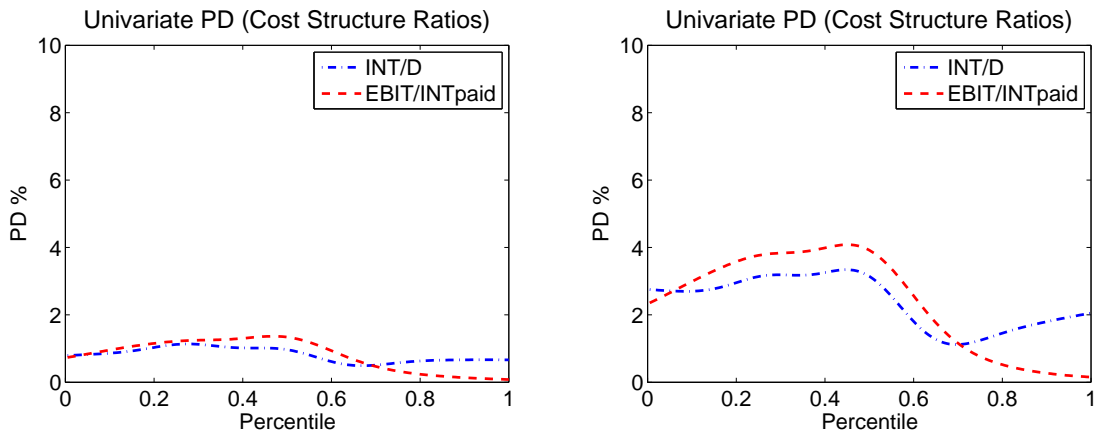 Univariate PD (Cost Structure Ratios)
10
8
6
4
2
0
PD %
INT/D
EBIT/INTpaid
0 0.2 0.4 0.6 0.8 1
Percentile
Univariate PD (Cost Structure Ratios)
10
8
6
4
2
0
PD %
INT/D
EBIT/INTpaid
0 0.2 0.4 0.6 0.8 1
Percentile